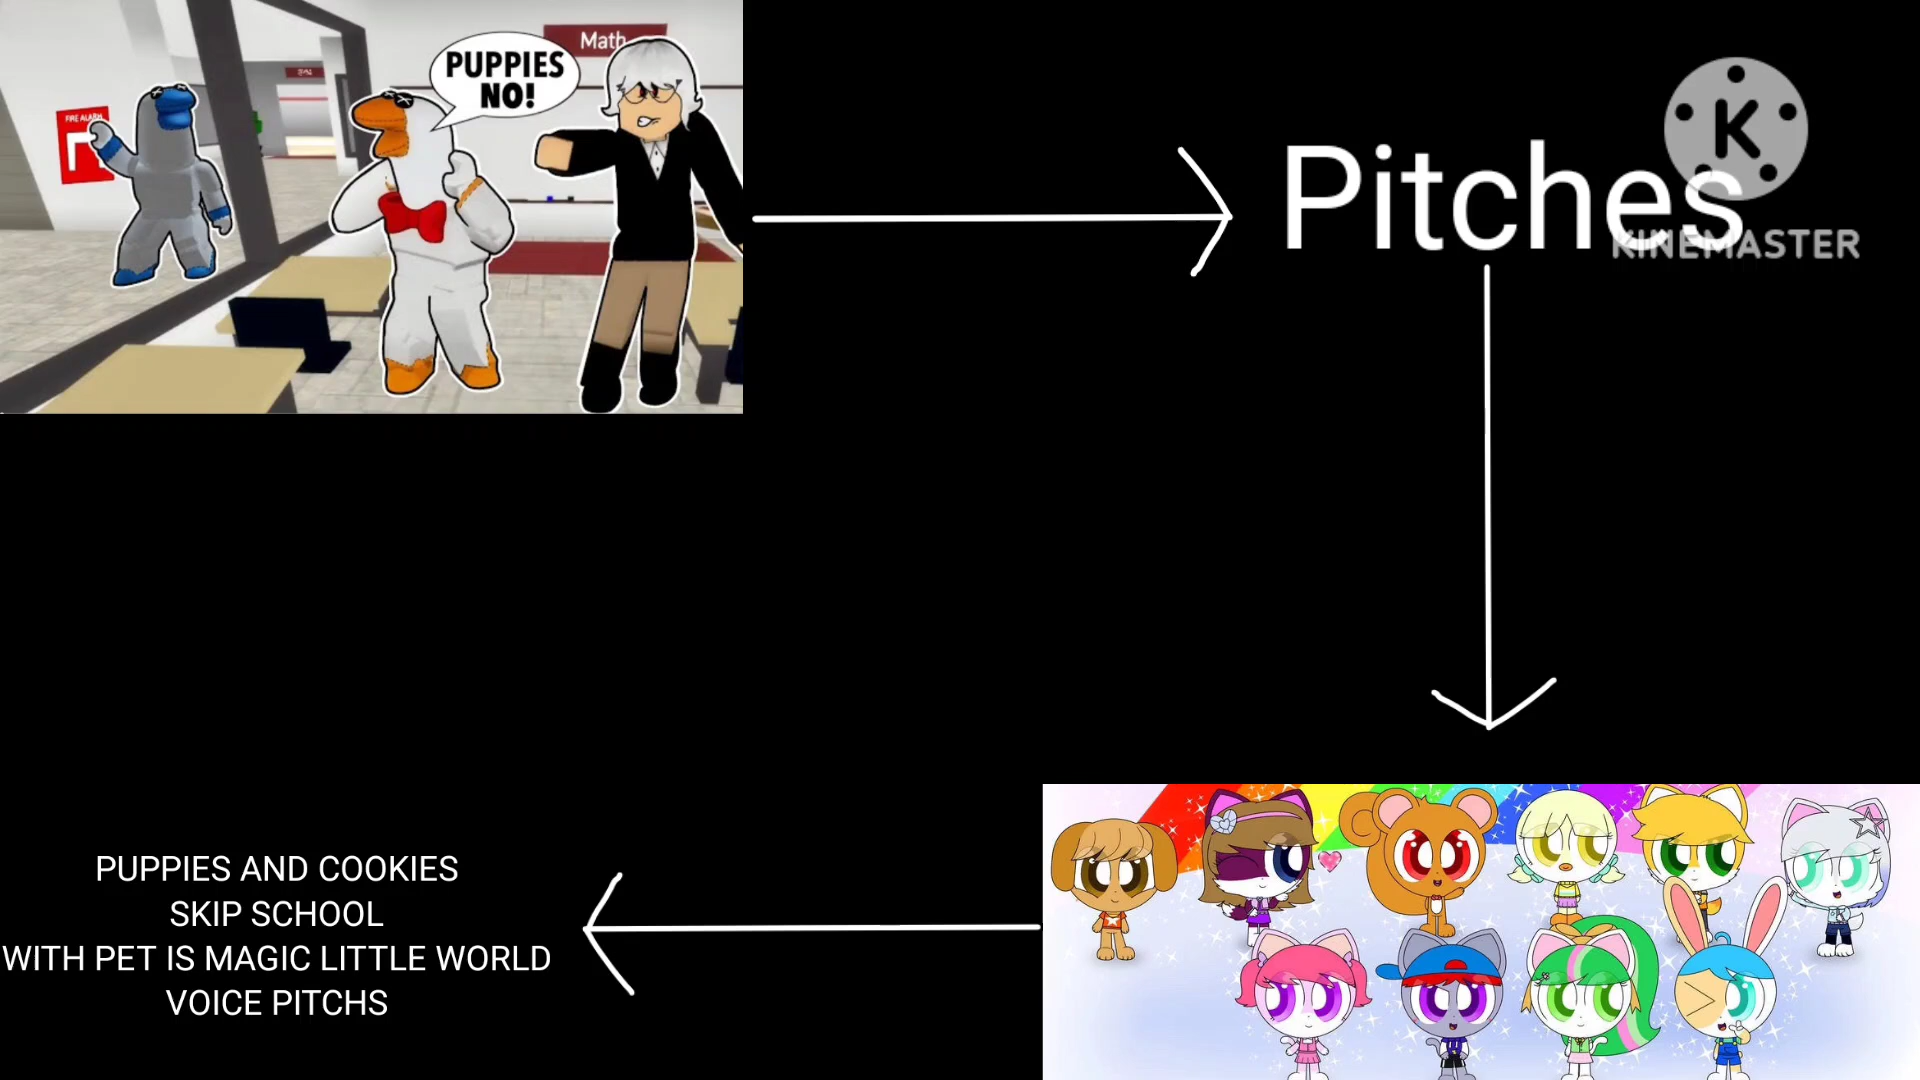 Math
PUPPIES
NO!
FIRE ALARM
Pitches
K
KINEMASTER
PUPPIES AND COOKIES
SKIP SCHOOL
WITH PET IS MAGIC LITTLE WORLD
VOICE PITCHS